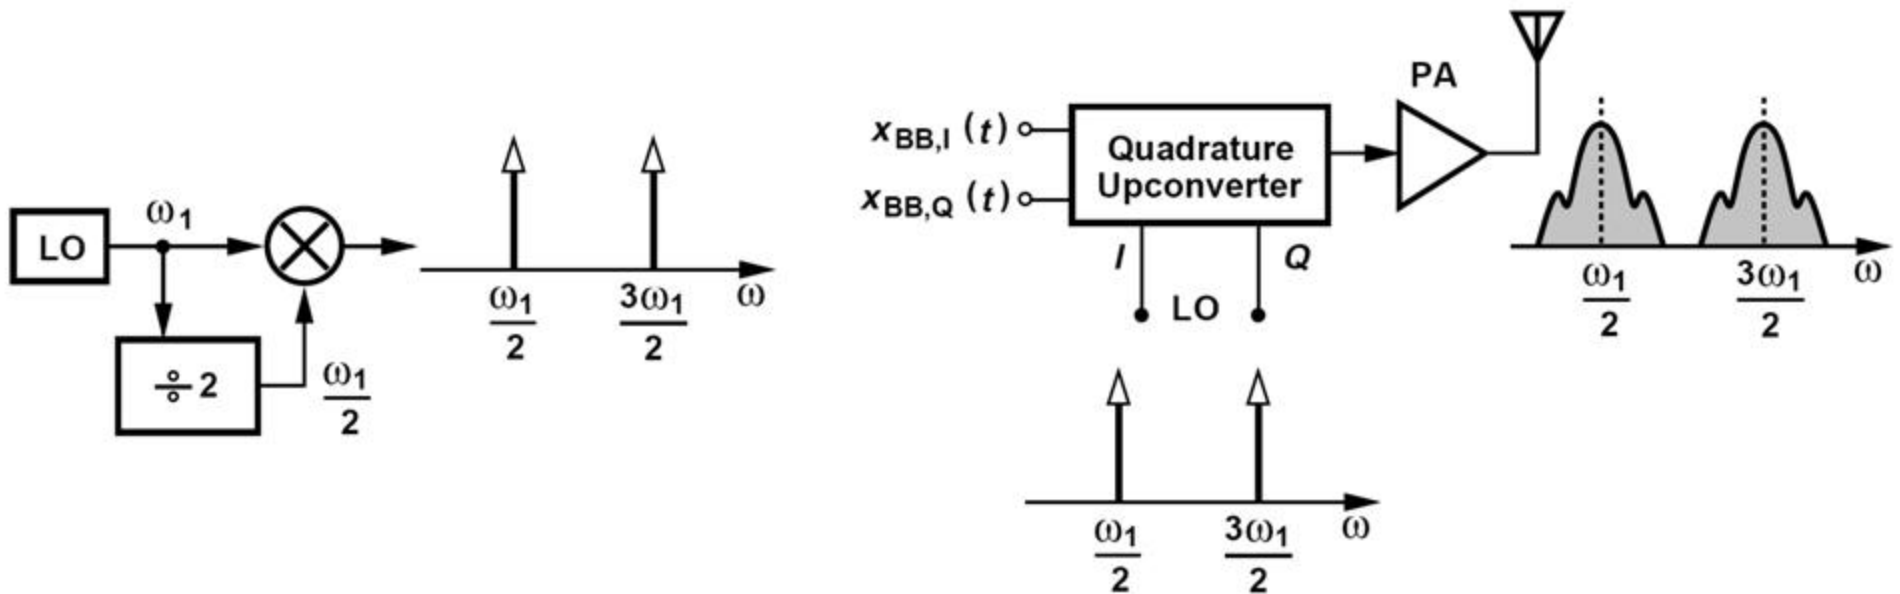 LO
ω1
÷ 2
ω1
2
ω1
2
3ω1
2
ω
xBB,I (t)
xBB,Q (t)
Quadrature
Upconverter
I
Q
LO
PA
ω1
2
3ω1
2
ω
ω1
2
3ω1
2
ω